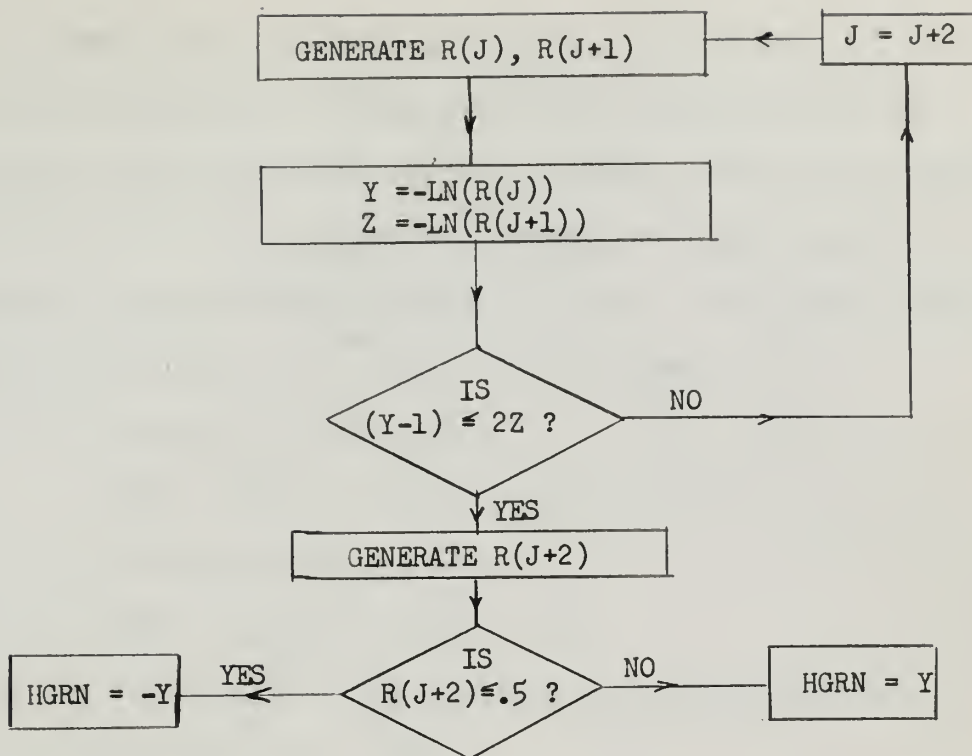 GENERATE R(J), R(J+1)
J = J+2
Y =-LN(R(J))
Z =-LN(R(J+1))
IS
(Y-1) ≤ 2Z ?
NO
YES
GENERATE R(J+2)
IS
R(J+2)≤.5 ?
YES
NO
HGRN = -Y
HGRN = Y